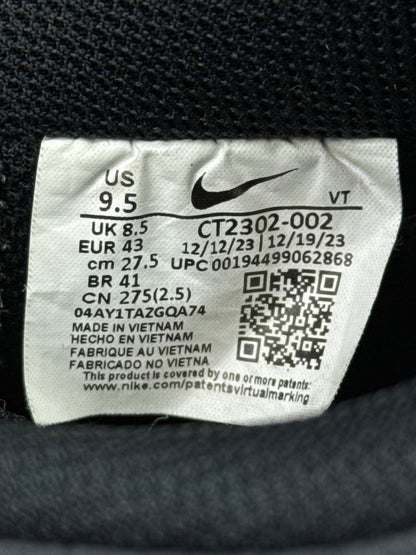 US
9.5
VT
UK 8.5
CT2302-002
EUR 43
12/12/23 | 12/19/23
cm 27.5
UPC 00194499062868
BR 41
CN 275(2.5)
04AY1TAZGQA74
MADE IN VIETNAM
HECHO EN VIETNAM
FABRIQUE AU VIETNAM
FABRICADO NO VIETNA
This product is covered by one or more patents:
www.nike.com/patentsvirtualmarking